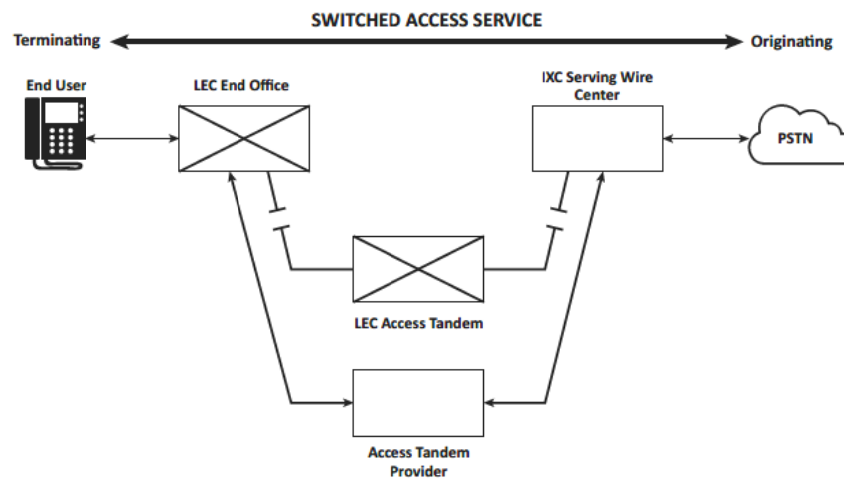 SWITCHED ACCESS SERVICE
Terminating
Originating
End User
LEC End Office
IXC Serving Wire
Center
PSTN
LEC Access Tandem
Access Tandem
Provider